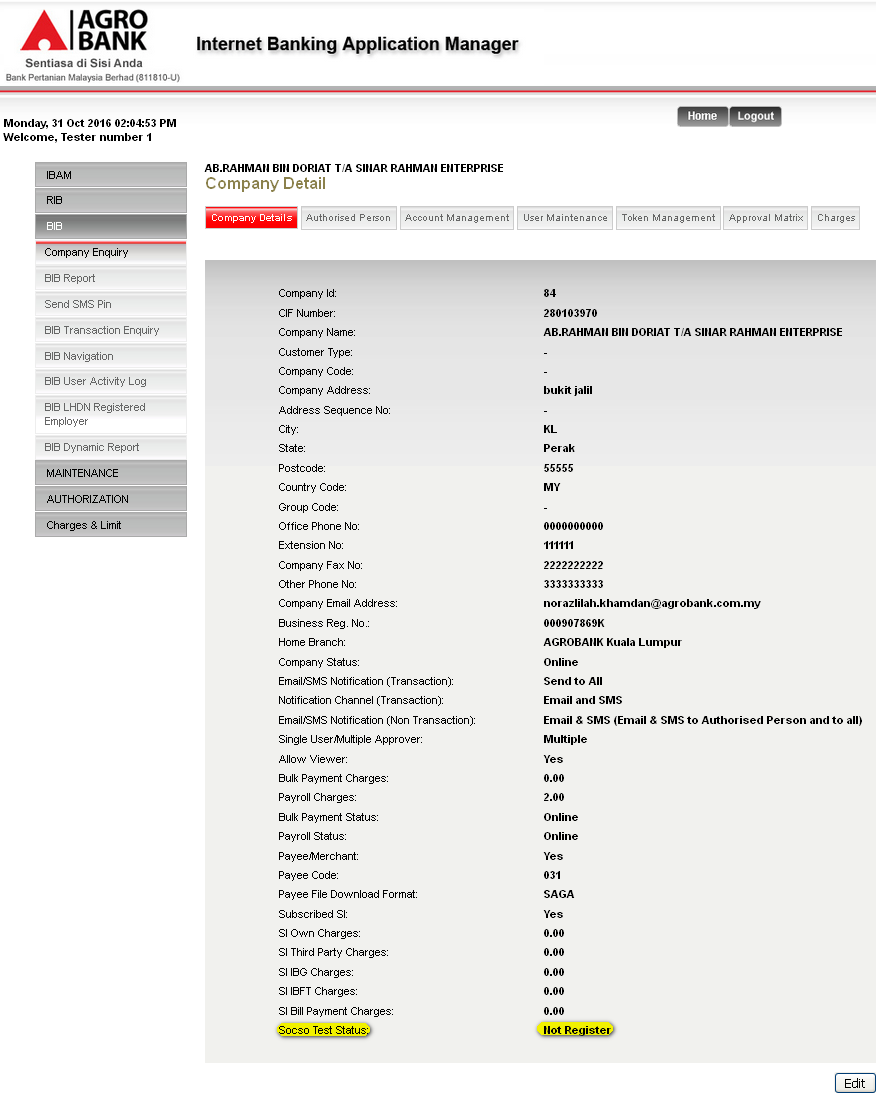 AGRO
BANK
Sentiasa di Sisi Anda
Bank Pertanian Malaysia Berhad (811810-U)
Internet Banking Application Manager
Monday, 31 Oct 2016 02:04:53 PM
Welcome, Tester number 1
Home
Logout
IBAM
RIB
BIB
Company Enquiry
BIB Report
Send SMS Pin
BIB Transaction Enquiry
BIB Navigation
BIB User Activity Log
BIB LHDN Registered
Employer
BIB Dynamic Report
MAINTENANCE
AUTHORIZATION
Charges & Limit
AB.RAHMAN BIN DORIAT T/A SINAR RAHMAN ENTERPRISE
Company Detail
Company Details Authorised Person Account Management User Maintenance Token Management Approval Matrix Charges
Company Id: 84
CIF Number: 280103970
Company Name: AB.RAHMAN BIN DORIAT T/A SINAR RAHMAN ENTERPRISE
Customer Type: -
Company Code: -
Company Address: bukit jalil
Address Sequence No: -
City: KL
State: Perak
Postcode: 55555
Country Code: MY
Group Code: -
Office Phone No: 0000000000
Extension No: 111111
Company Fax No: 2222222222
Other Phone No: 3333333333
Company Email Address: norazlilah.khamdan@agrobank.com.my
Business Reg. No.: 000907869K
Home Branch: AGROBANK Kuala Lumpur
Company Status: Online
Email/SMS Notification (Transaction): Send to All
Notification Channel (Transaction): Email and SMS
Email/SMS Notification (Non Transaction): Email & SMS (Email & SMS to Authorised Person and to all)
Single User/Multiple Approver: Multiple
Allow Viewer: Yes
Bulk Payment Charges: 0.00
Payroll Charges: 2.00
Bulk Payment Status: Online
Payroll Status: Online
Payee/Merchant: Yes
Payee Code: 031
Payee File Download Format: SAGA
Subscribed SI: Yes
SI Own Charges: 0.00
SI Third Party Charges: 0.00
SI IBG Charges: 0.00
SI IBFT Charges: 0.00
SI Bill Payment Charges: 0.00
Socso Test Status: Not Register
Edit